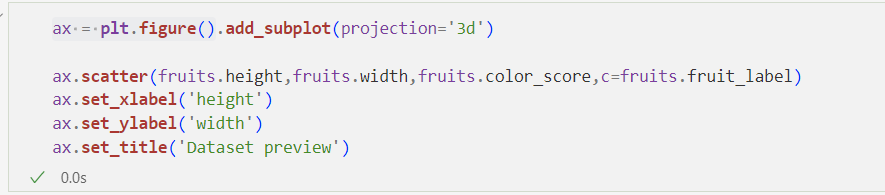 ax = plt.figure().add_subplot(projection='3d')
ax.scatter(fruits.height,fruits.width,fruits.color_score,c=fruits.fruit_label)
ax.set_xlabel('height')
ax.set_ylabel('width')
ax.set_title('Dataset preview')
0.0s